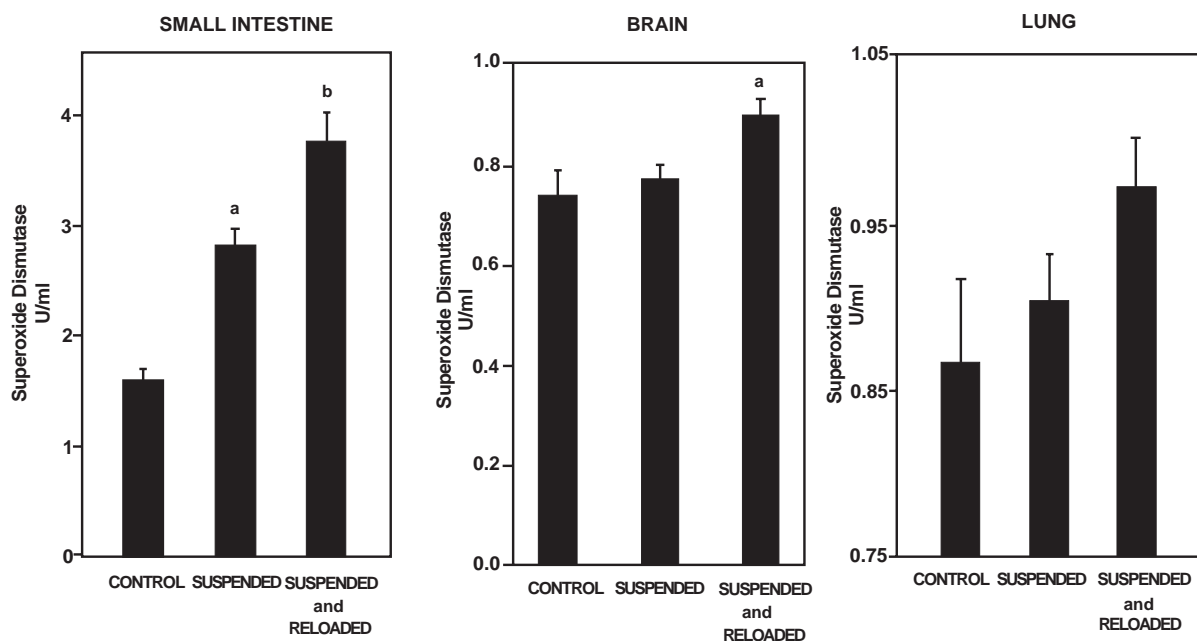 SMALL INTESTINE
Superoxide Dismutase
U/ml
4
3
2
1
0
a
b
CONTROL
SUSPENDED
SUSPENDED
and
RELOADED
BRAIN
Superoxide Dismutase
U/ml
1.0
0.8
0.6
0.4
0.2
0.0
a
CONTROL
SUSPENDED
SUSPENDED
and
RELOADED
LUNG
Superoxide Dismutase
U/ml
1.05
0.95
0.85
0.75
CONTROL
SUSPENDED
SUSPENDED
and
RELOADED